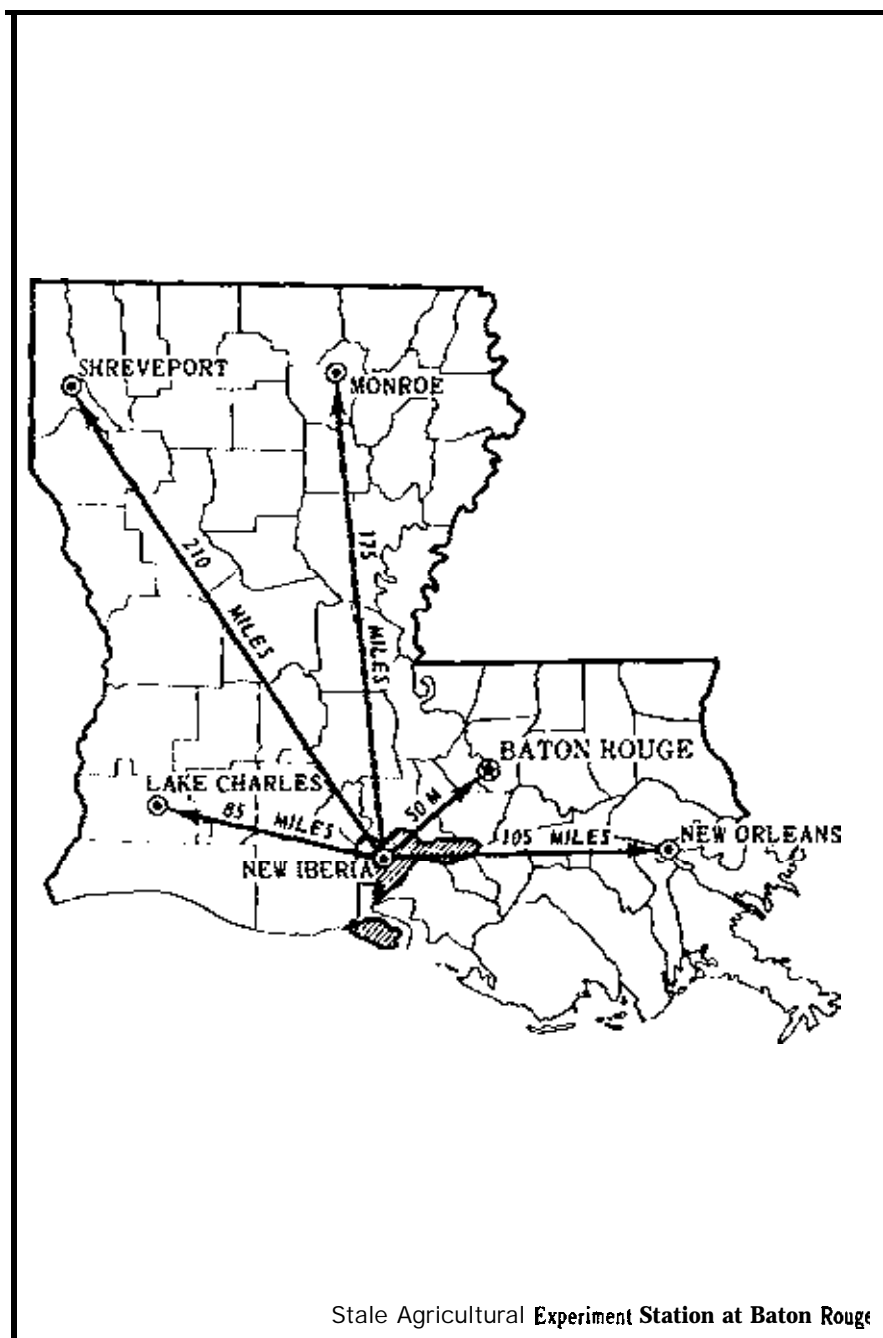 SHREVEPORT
MONROE
210 MILES
175 MILES
BATON ROUGE
LAKE CHARLES
85 MILES
50 M
105 MILES
NEW ORLEANS
NEW IBERIA
Stale Agricultural Experiment Station at Baton Rouge